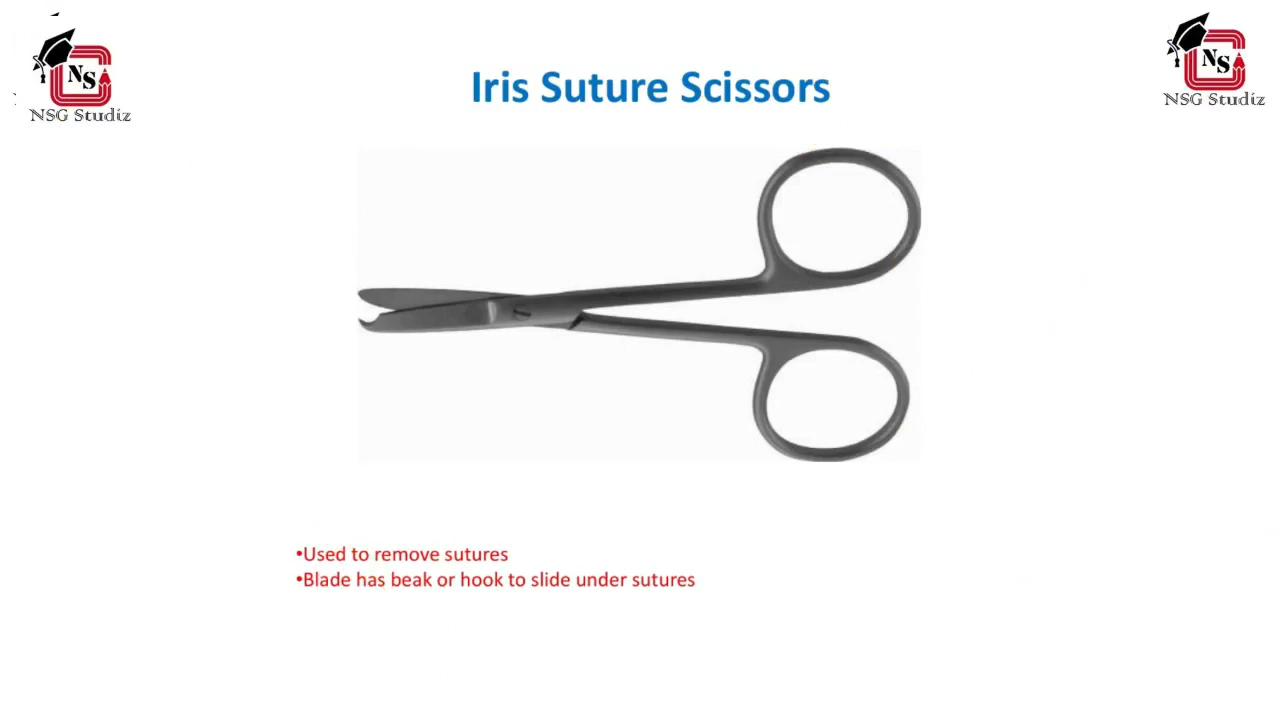 NS
NSG Studiz
NS
NSG Studiz
Iris Suture Scissors
•Used to remove sutures
•Blade has beak or hook to slide under sutures